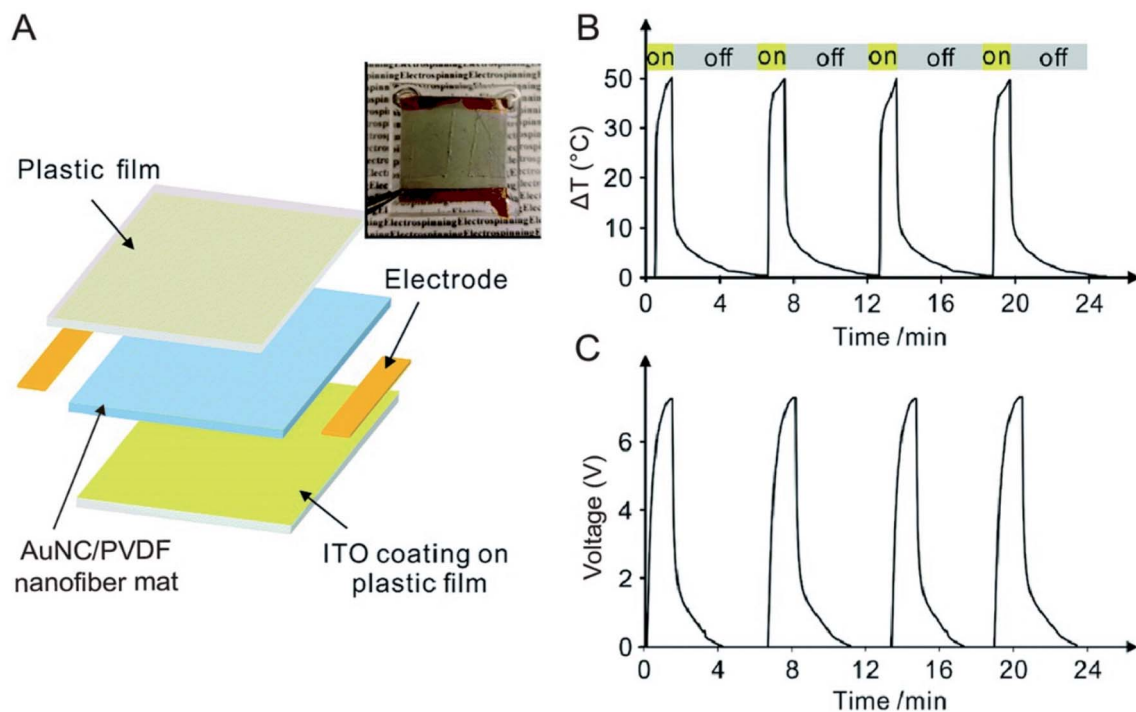 A
Plastic film
Electrode
AuNC/PVDF
nanofiber mat
ITO coating on
plastic film
Electrospinning
B
on off on off on off on off
50
30
10
0
ΔT (°C)
0 4 8 12 16 20 24
Time /min
C
6
4
2
0
Voltage (V)
0 4 8 12 16 20 24
Time /min